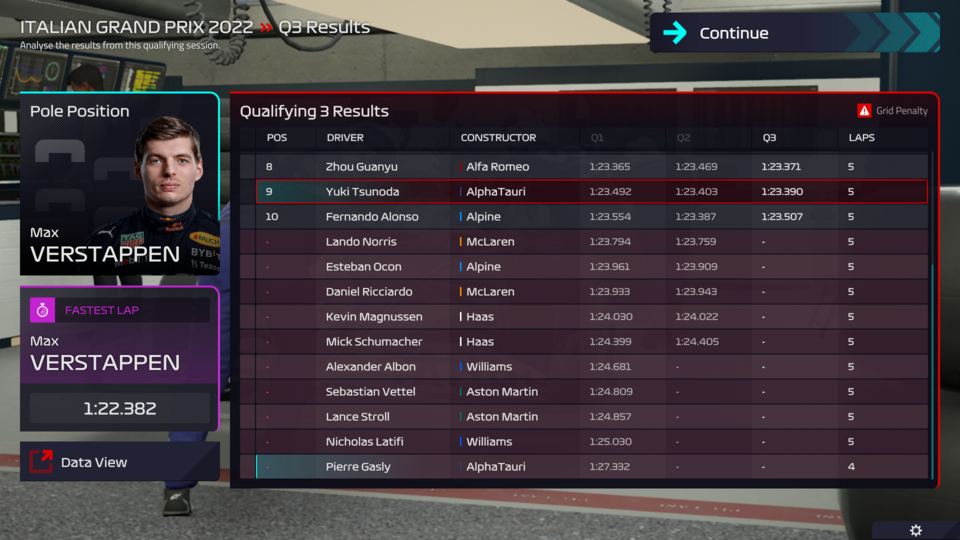 ITALIAN GRAND PRIX 2022 » Q3 Results
Analyse the results from this qualifying session.
Continue
Pole Position
TAG
RAUCHC
BYBI
Max
VERSTAPPEN
FASTEST LAP
Max
VERSTAPPEN
1:22.382
Data View
Qualifying 3 Results
Grid Penalty
POS DRIVER CONSTRUCTOR Q1 Q2 Q3 LAPS
8 Zhou Guanyu Alfa Romeo 1:23.365 1:23.469 1:23.371 5
9 Yuki Tsunoda AlphaTauri 1:23.492 1:23.403 1:23.390 5
10 Fernando Alonso Alpine 1:23.554 1:23.387 1:23.507 5
- Lando Norris McLaren 1:23.794 1:23.759 - 5
- Esteban Ocon Alpine 1:23.961 1:23.909 - 5
- Daniel Ricciardo McLaren 1:23.933 1:23.943 - 5
- Kevin Magnussen Haas 1:24.030 1:24.022 - 5
- Mick Schumacher Haas 1:24.399 1:24.405 - 5
- Alexander Albon Williams 1:24.681 - - 5
- Sebastian Vettel Aston Martin 1:24.809 - - 5
- Lance Stroll Aston Martin 1:24.857 - - 5
- Nicholas Latifi Williams 1:25.030 - - 5
- Pierre Gasly AlphaTauri 1:27.332 - - 4